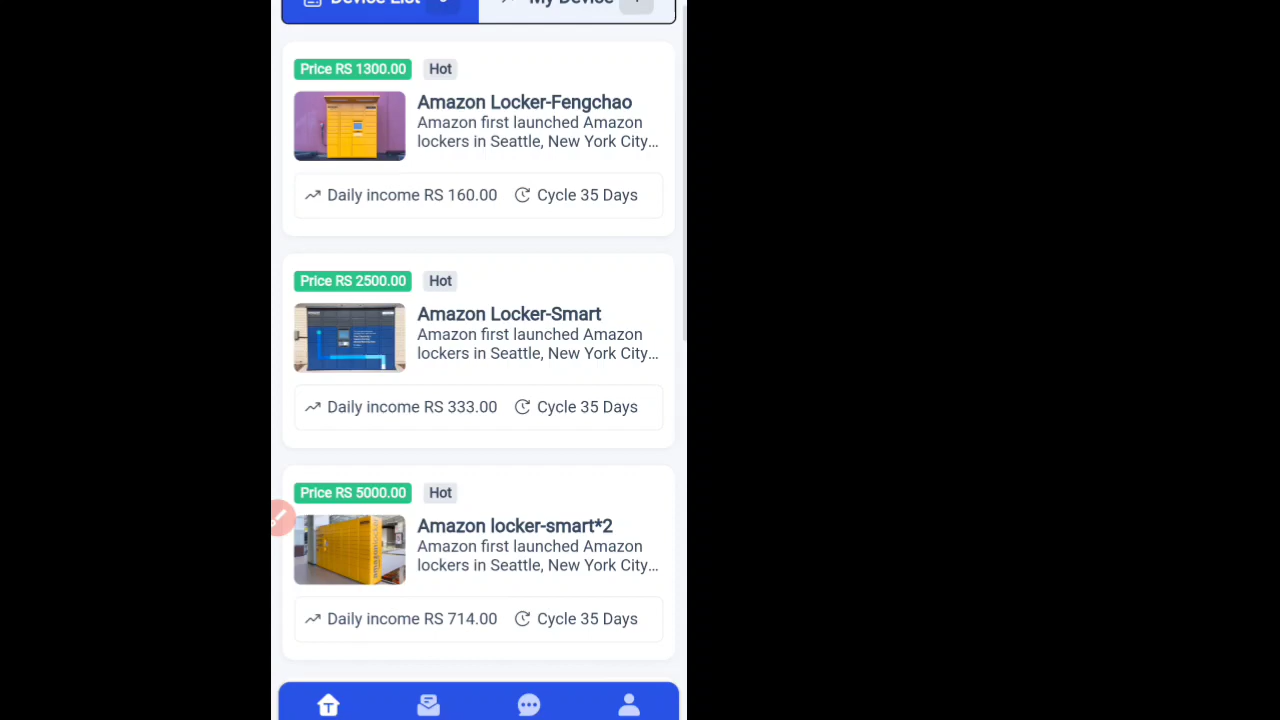 Device List
My Device
Price RS 1300.00 Hot
Amazon Locker-Fengchao
Amazon first launched Amazon
lockers in Seattle, New York City...
Daily income RS 160.00 Cycle 35 Days
Price RS 2500.00 Hot
Amazon Locker-Smart
Amazon first launched Amazon
lockers in Seattle, New York City...
Daily income RS 333.00 Cycle 35 Days
Price RS 5000.00 Hot
Amazon locker-smart*2
Amazon first launched Amazon
lockers in Seattle, New York City...
Daily income RS 714.00 Cycle 35 Days
T